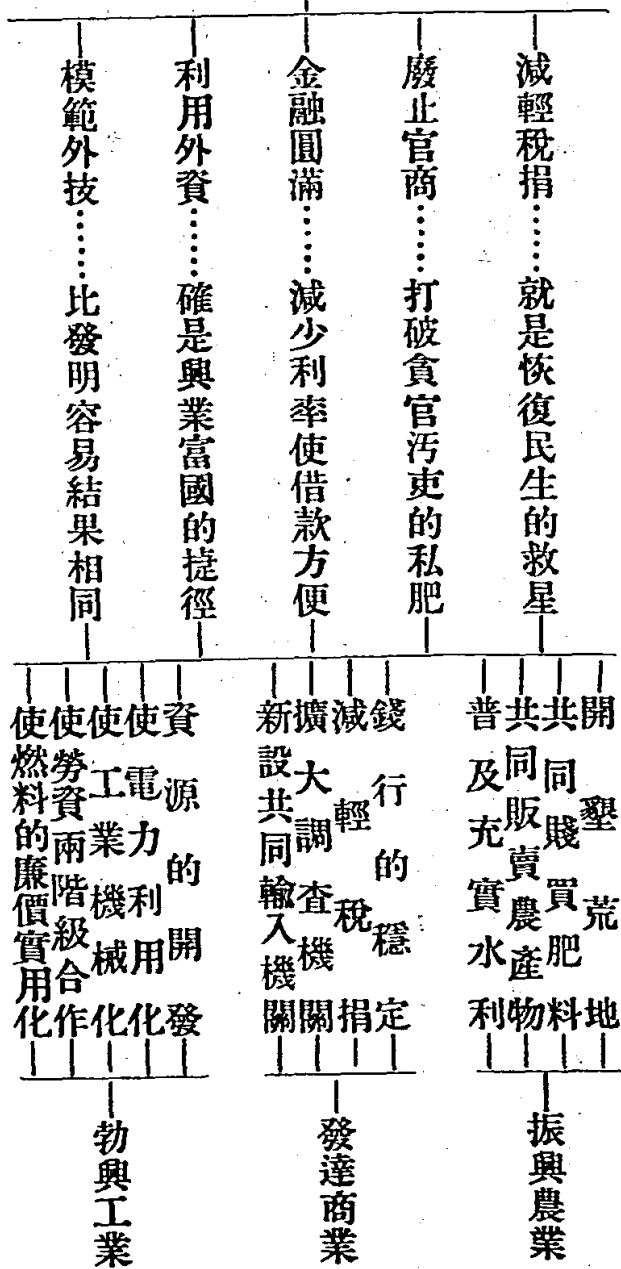 減輕稅捐……就是恢復民生的救星
廢止官商……打破貪官汚吏的私肥
金融圓滿……減少利率使借款方便
利用外資……確是興業富國的捷徑
模範外技……比發明容易結果相同
開墾荒地
共同賤買肥料
共同販賣農產物
普及充實水利
錢行的穩定
減輕稅捐
擴大調查機關
新設共同輸入機關
資源的開發
使電力利用化
使工業機械化
使勞資兩階級合作
使燃料的廉價實用化
振興農業
發達商業
勃興工業